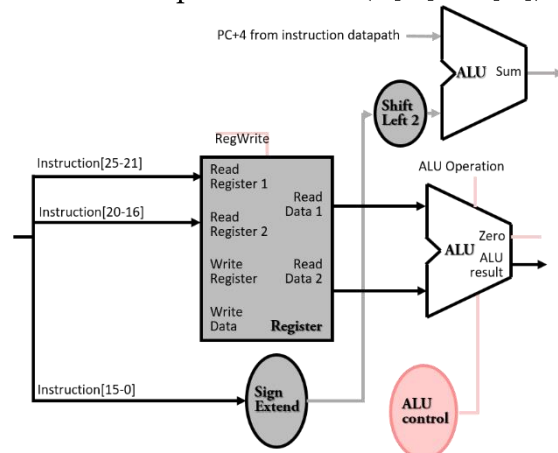 PC+4 from instruction datapath
ALU
Sum
Shift
Left 2
RegWrite
Instruction[25-21]
Read
Register 1
Read
Data 1
ALU Operation
Instruction[20-16]
Read
Register 2
Zero
ALU
ALU
result
Write
Register
Read
Data 2
Write
Data
Register
Instruction[15-0]
Sign
Extend
ALU
control